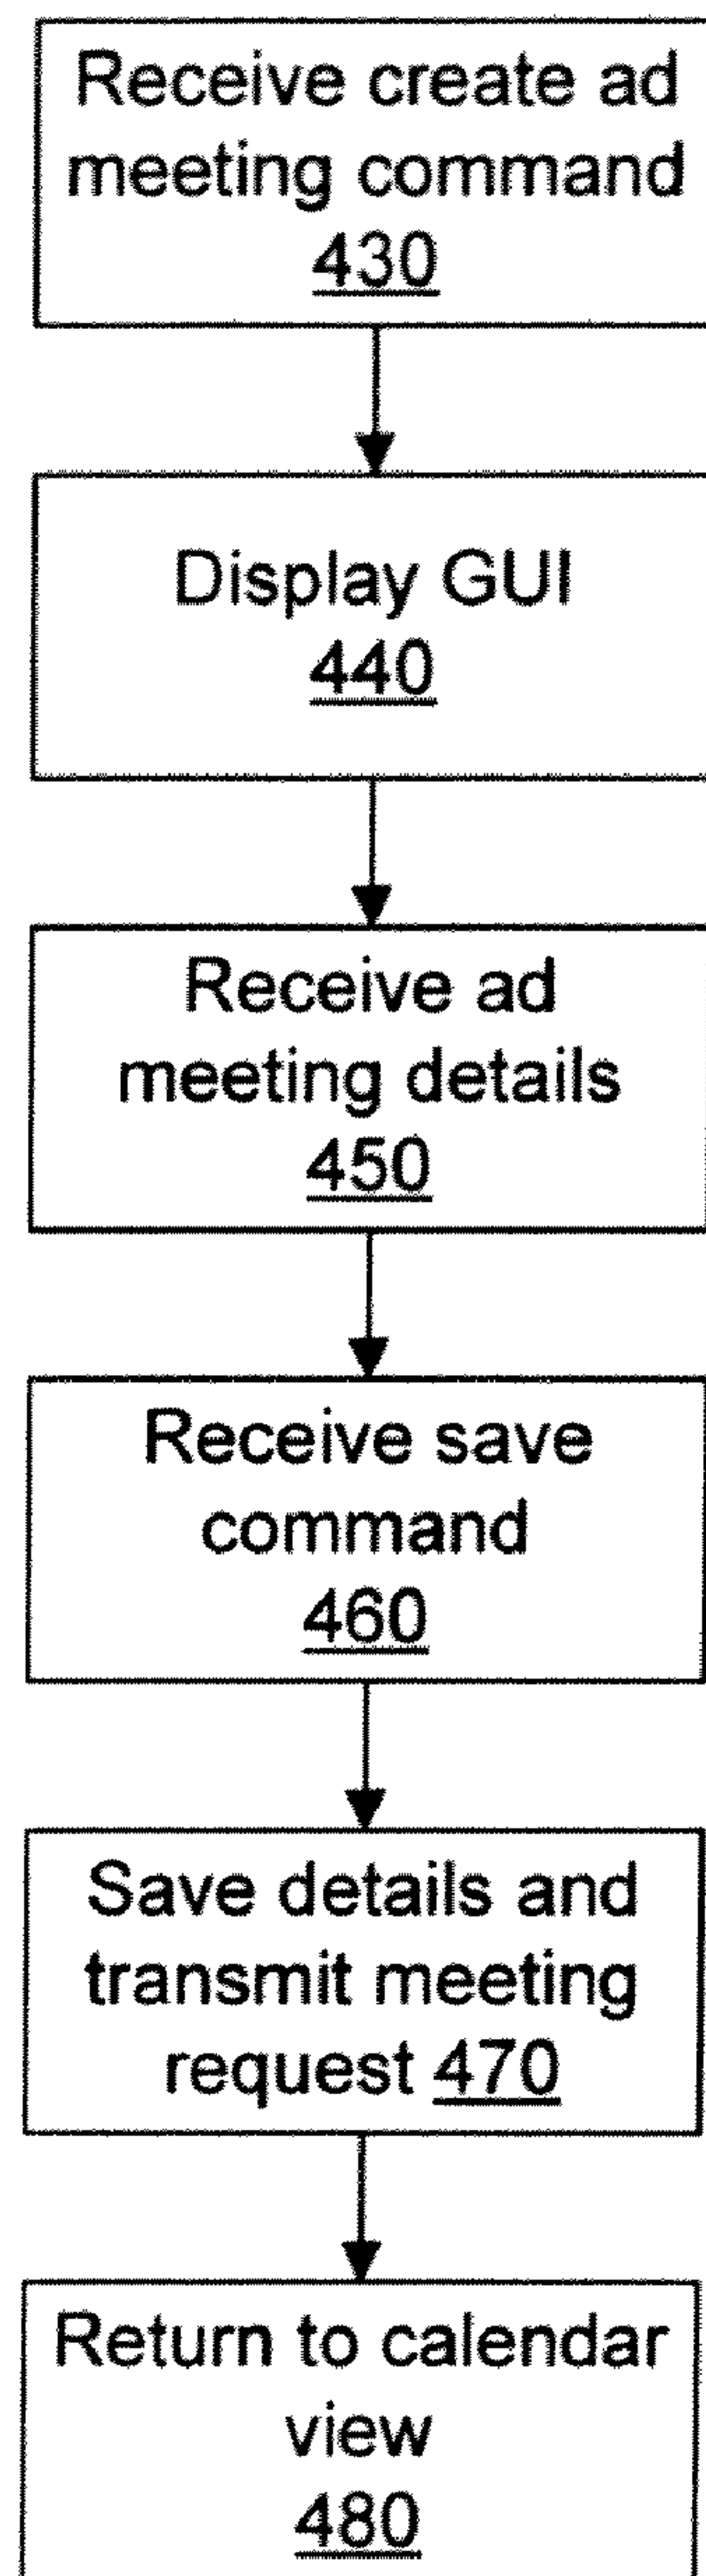 Receive create ad
meeting command
430
Display GUI
440
Receive ad
meeting details
450
Receive save
command
460
Save details and
transmit meeting
request 470
Return to calendar
view
480